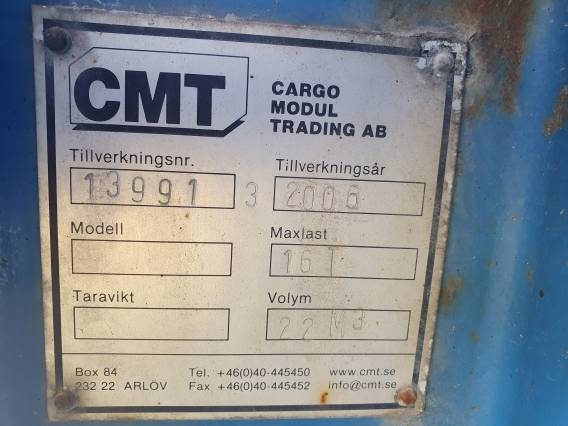 CMT
CARGO
MODUL
TRADING AB
Tillverkningsnr.
13991 3
Tillverkningsår
2006
Modell
Maxlast
16 T
Taravikt
Volym
22 M3
Box 84
232 22 ARLÖV
Tel. +46(0)40-445450
Fax +46(0)40-445452
www.cmt.se
info@cmt.se